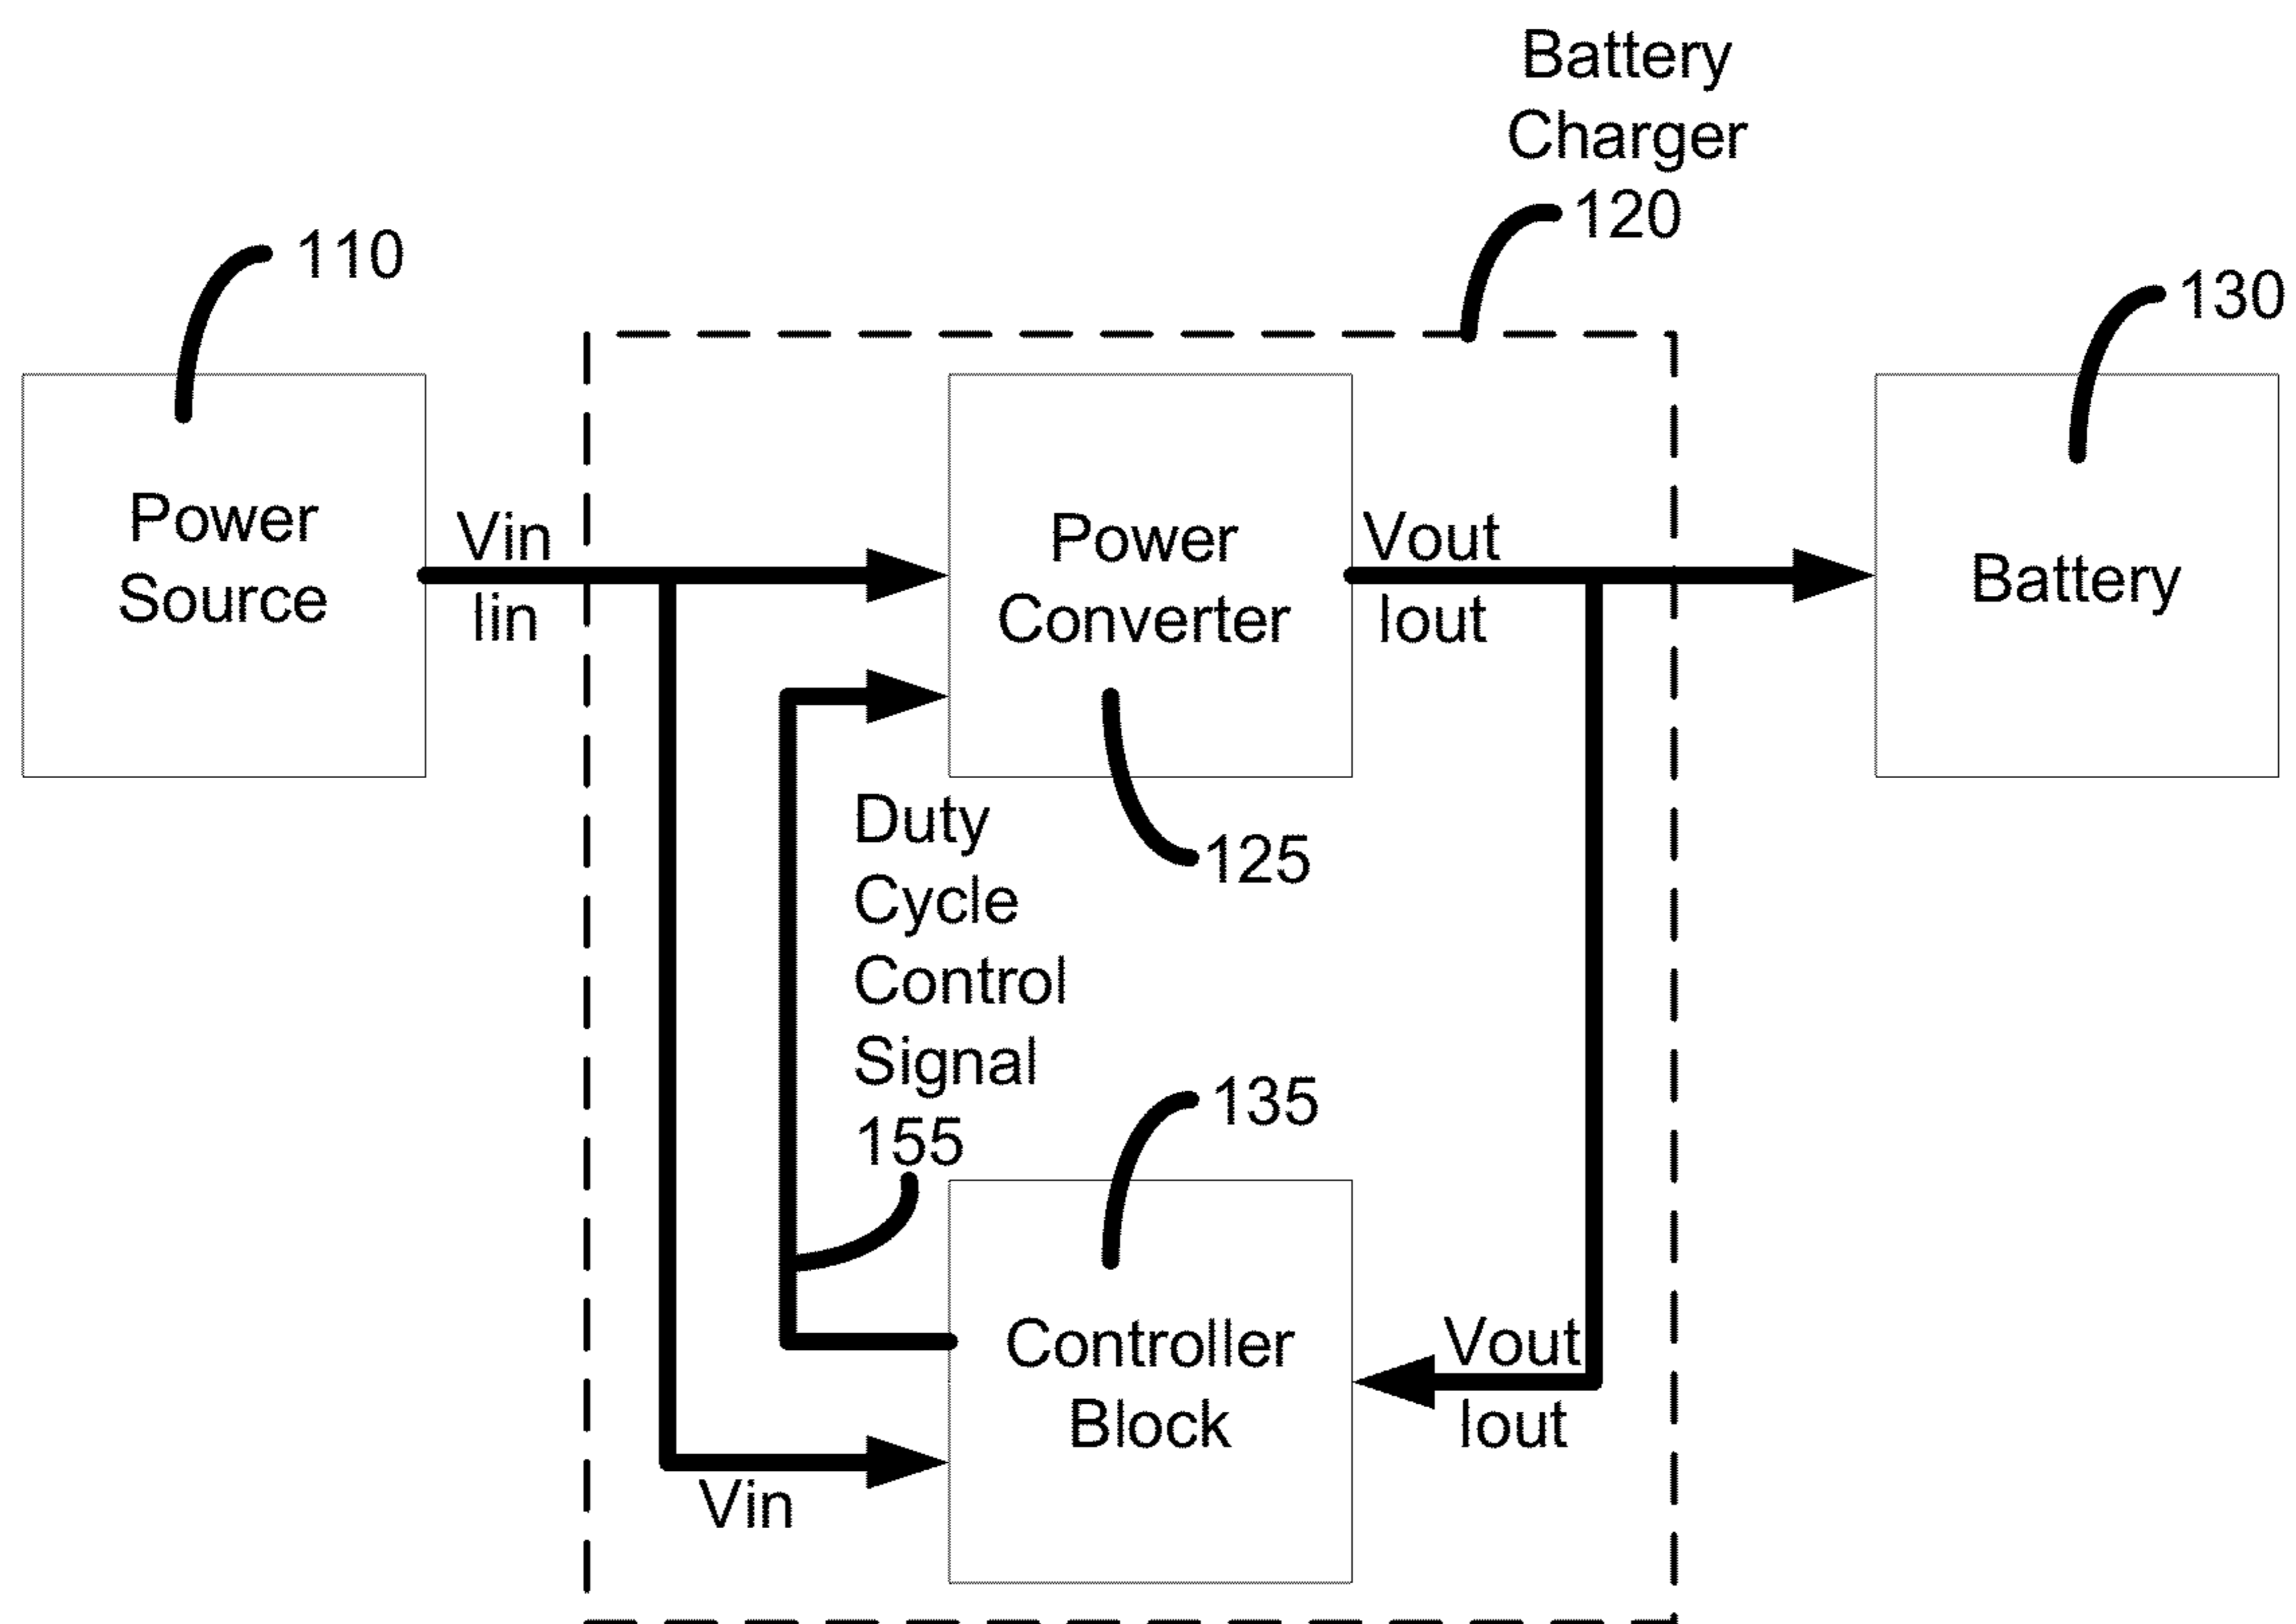 Battery
Charger
120
110
130
Power
Source
Vin
Iin
Power
Converter
Vout
Iout
Battery
125
Duty
Cycle
Control
Signal
155
135
Controller
Block
Vout
Iout
Vin